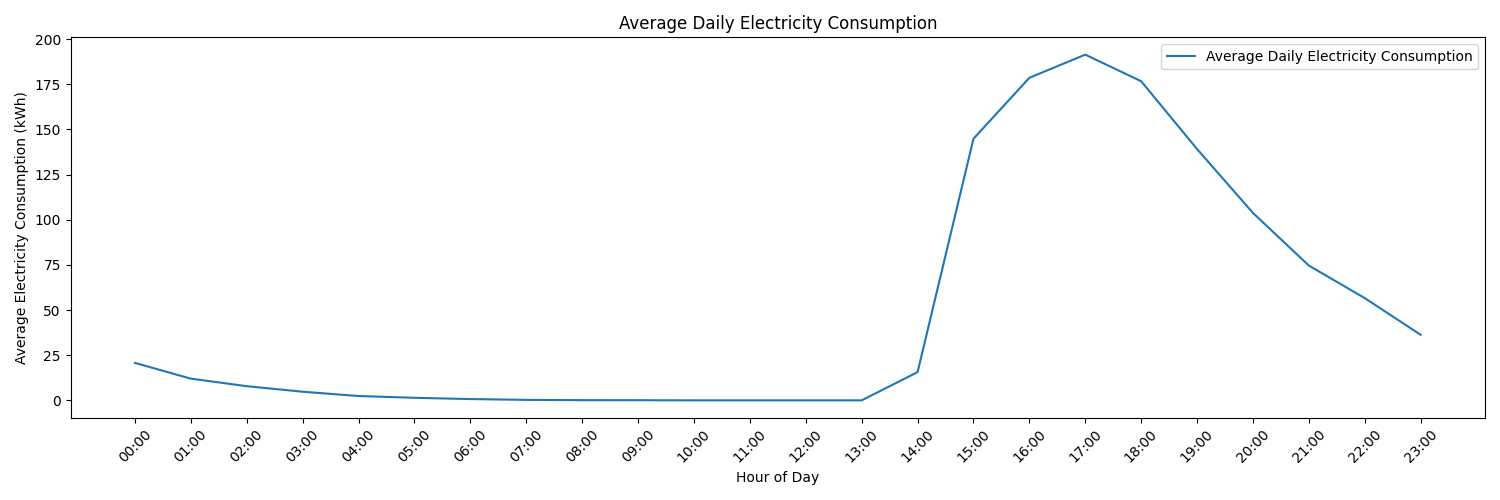 Average Daily Electricity Consumption
Average Daily Electricity Consumption
Average Electricity Consumption (kWh)
200
175
150
125
100
75
50
25
0
00:00 01:00 02:00 03:00 04:00 05:00 06:00 07:00 08:00 09:00 10:00 11:00 12:00 13:00 14:00 15:00 16:00 17:00 18:00 19:00 20:00 21:00 22:00 23:00
Hour of Day